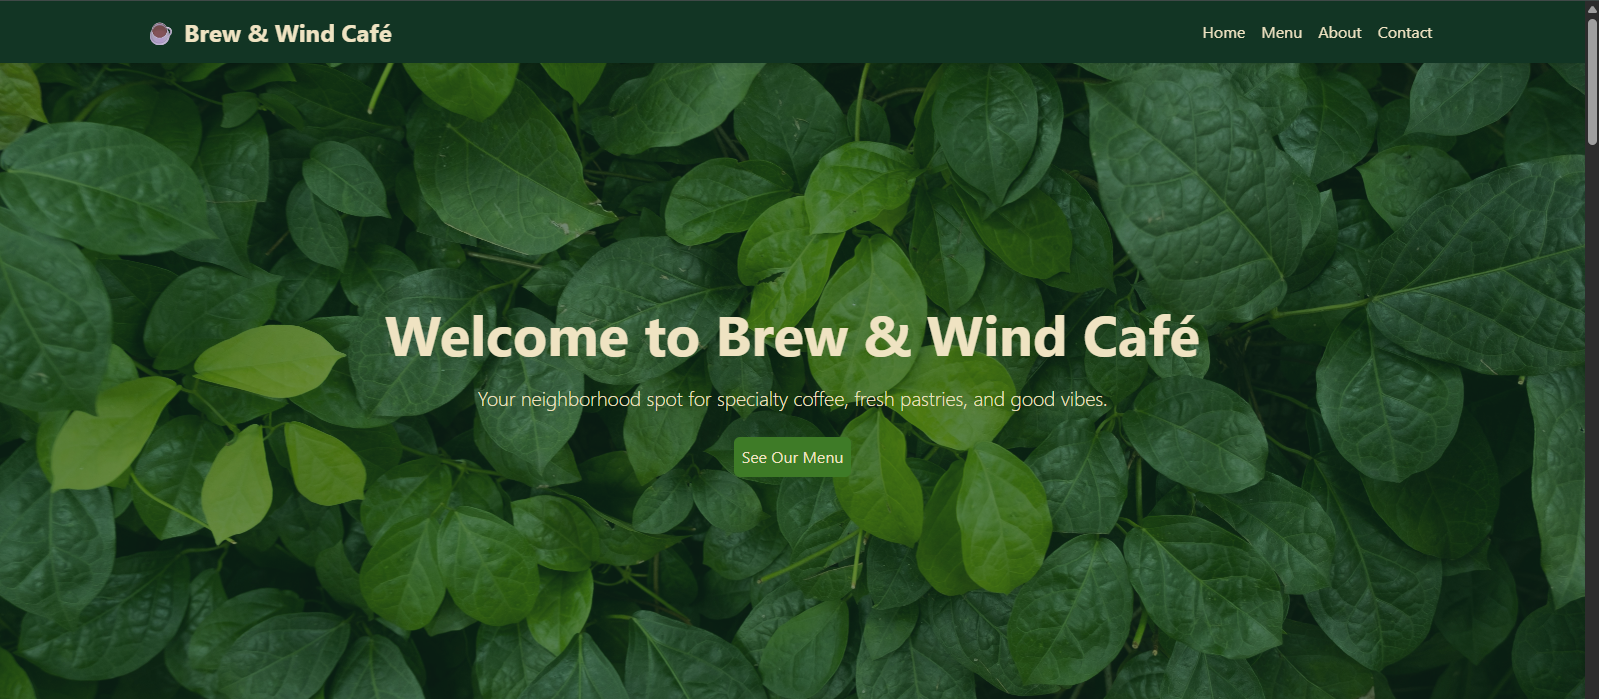 Brew & Wind Café
Home Menu About Contact
Welcome to Brew & Wind Café
Your neighborhood spot for specialty coffee, fresh pastries, and good vibes.
See Our Menu